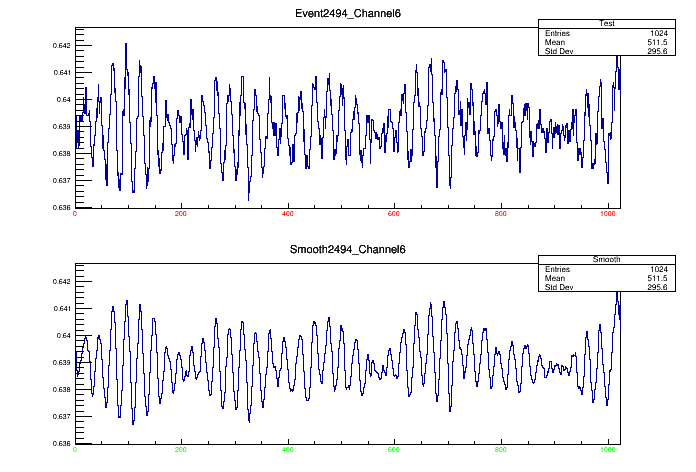 Event2494_Channel6
Test
Entries 1024
Mean 511.5
Std Dev 295.6
0.642
0.641
0.64
0.639
0.638
0.637
0.636
0 200 400 600 800 1000
Smooth2494_Channel6
Smooth
Entries 1024
Mean 511.5
Std Dev 295.6
0.642
0.641
0.64
0.639
0.638
0.637
0.636
0 200 400 600 800 1000